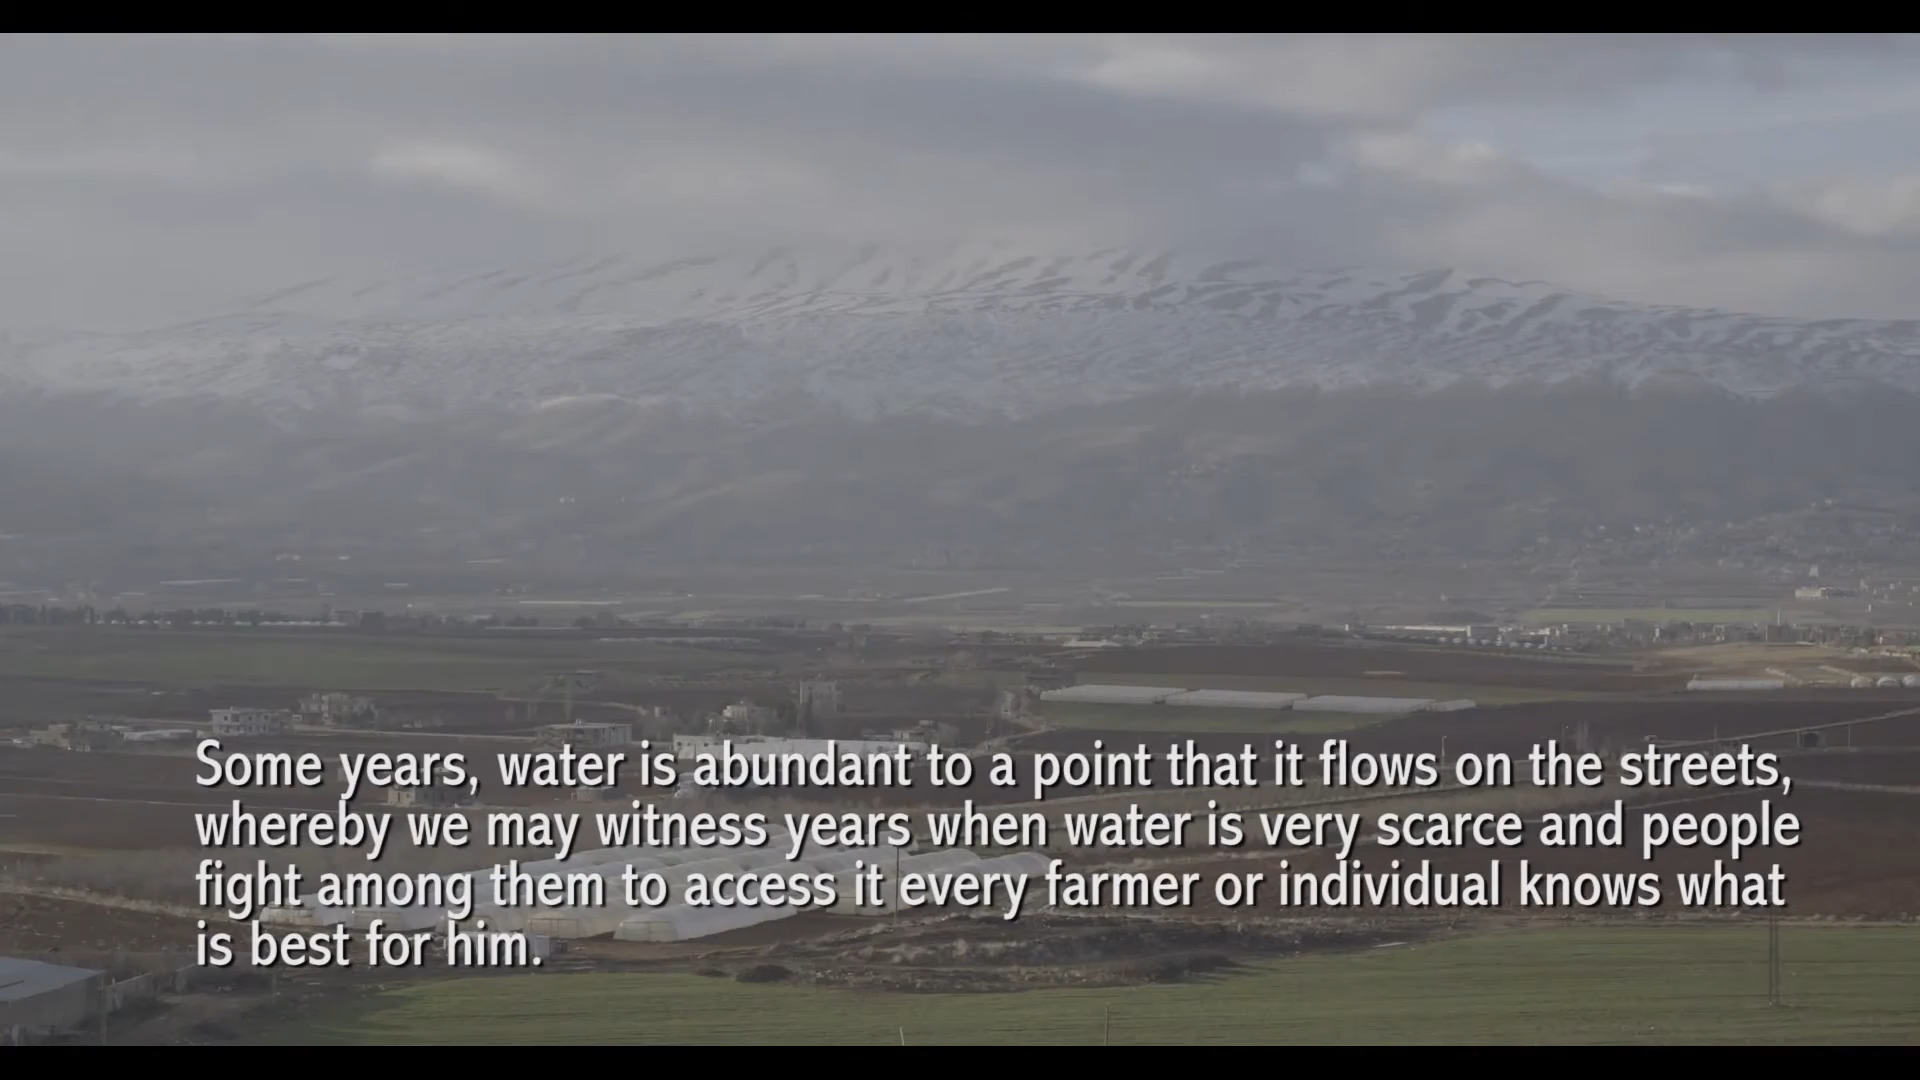 Some years, water is abundant to a point that it flows on the streets,
whereby we may witness years when water is very scarce and people
fight among them to access it every farmer or individual knows what
is best for him.